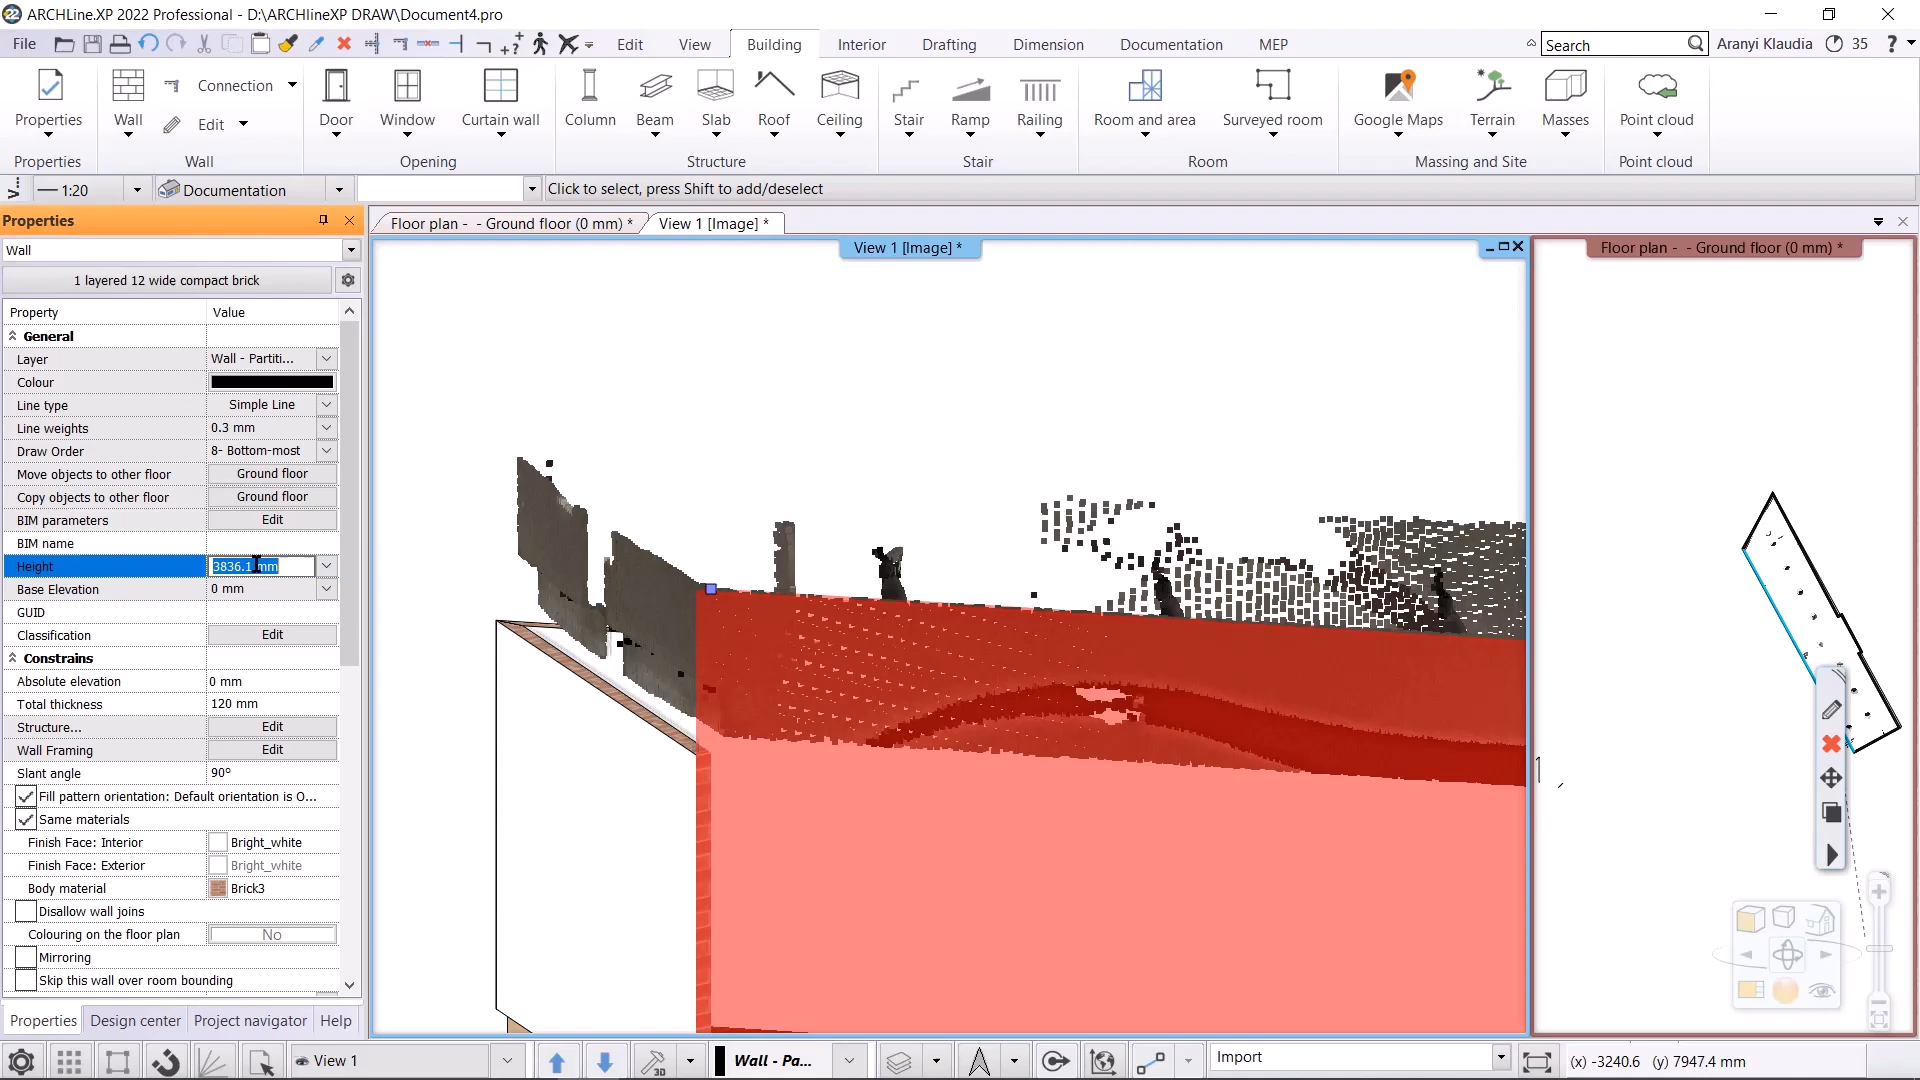 ARCHLine.XP 2022 Professional - D:\ARCHlineXP DRAW\Document4.pro
File Edit View Building Interior Drafting Dimension Documentation MEP Search Aranyi Klaudia 35 ?
Properties Wall Connection Door Window Curtain wall Column Beam Slab Roof Ceiling Stair Ramp Railing Room and area Surveyed room Google Maps Terrain Masses Point cloud
Edit
Properties Wall Opening Structure Stair Room Massing and Site Point cloud
1:20 Documentation Click to select, press Shift to add/deselect
Properties
Floor plan - - Ground floor (0 mm) * View 1 [Image] *
Wall
View 1 [Image] * Floor plan - - Ground floor (0 mm) *
1 layered 12 wide compact brick
Property Value
General
Layer Wall - Partiti...
Colour
Line type Simple Line
Line weights 0.3 mm
Draw Order 8- Bottom-most
Move objects to other floor Ground floor
Copy objects to other floor Ground floor
BIM parameters Edit
BIM name
Height 3836.1 mm
Base Elevation 0 mm
GUID
Classification Edit
Constrains
Absolute elevation 0 mm
Total thickness 120 mm
Structure... Edit
Wall Framing Edit
Slant angle 90°
Fill pattern orientation: Default orientation is O...
Same materials
Finish Face: Interior Bright_white
Finish Face: Exterior Bright_white
Body material Brick3
Disallow wall joins
Colouring on the floor plan No
Mirroring
Skip this wall over room bounding
Properties Design center Project navigator Help
View 1 3D Wall - Pa... Import (x) -3240.6 (y) 7947.4 mm